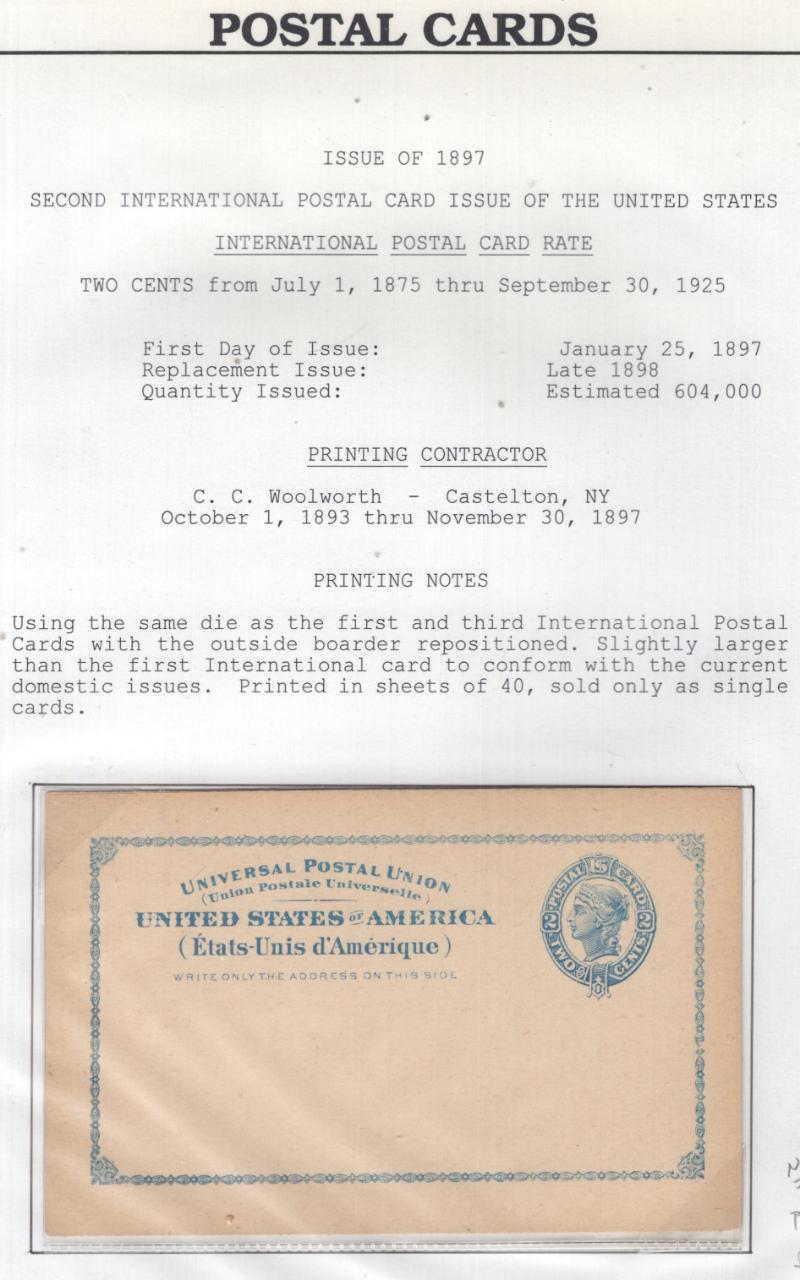 POSTAL CARDS
ISSUE OF 1897
SECOND INTERNATIONAL POSTAL CARD ISSUE OF THE UNITED STATES
INTERNATIONAL POSTAL CARD RATE
TWO CENTS from July 1, 1875 thru September 30, 1925
First Day of Issue: January 25, 1897
Replacement Issue: Late 1898
Quantity Issued: Estimated 604,000
PRINTING CONTRACTOR
C. C. Woolworth - Castelton, NY
October 1, 1893 thru November 30, 1897
PRINTING NOTES
Using the same die as the first and third International Postal
Cards with the outside boarder repositioned. Slightly larger
than the first International card to conform with the current
domestic issues. Printed in sheets of 40, sold only as single
cards.
UNIVERSAL POSTAL UNION
(Union Postale Universelle)
UNITED STATES OF AMERICA
(États-Unis d'Amérique)
WRITE ONLY THE ADDRESS ON THIS SIDE
POSTAL CARD
2 2
TWO CENTS